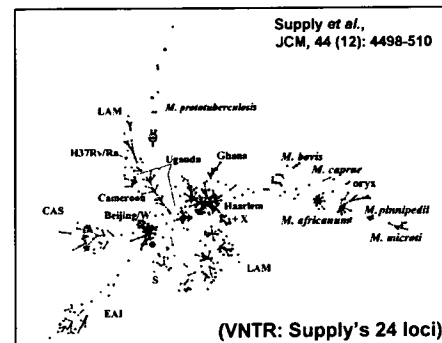 Supply et al.,
JCM, 44 (12): 4498-510
M. prototuberculosis
LAM
H37Rv/Ra
Uganda
Ghana
M. bovis
M. caprae
oryx
Cameroon
Haarlem
M. pinnipedii
CAS
Beijing/W
+ X
M. africanum
M. microti
S
LAM
EAI
(VNTR: Supply's 24 loci)